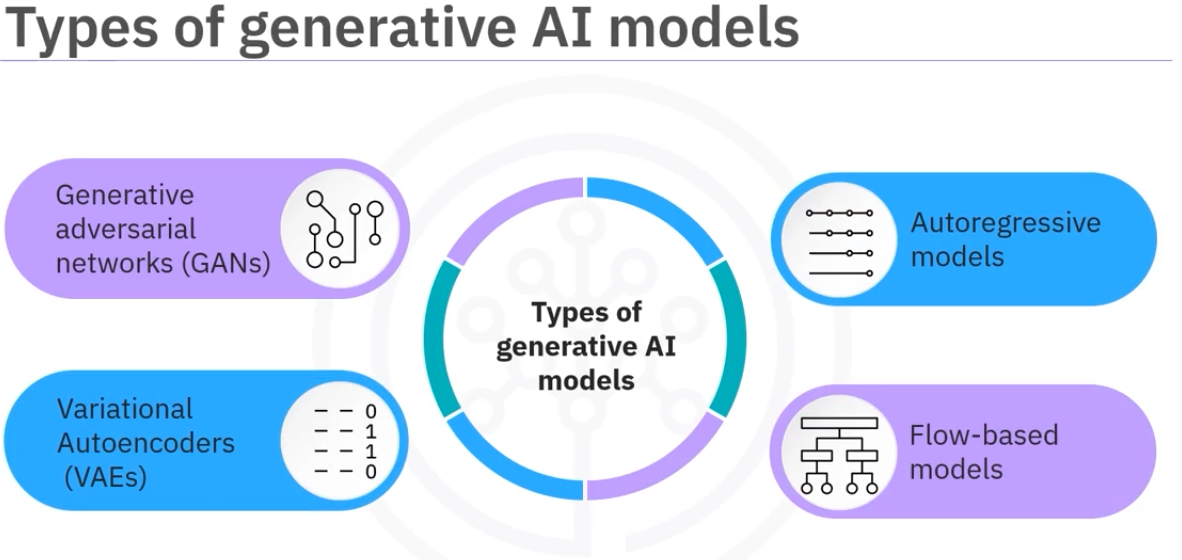 Types of generative AI models
Generative
adversarial
networks (GANs)
Autoregressive
models
Types of
generative AI
models
Variational
Autoencoders
(VAEs)
– – 0
– – 1
– – 1
– – 0
Flow-based
models